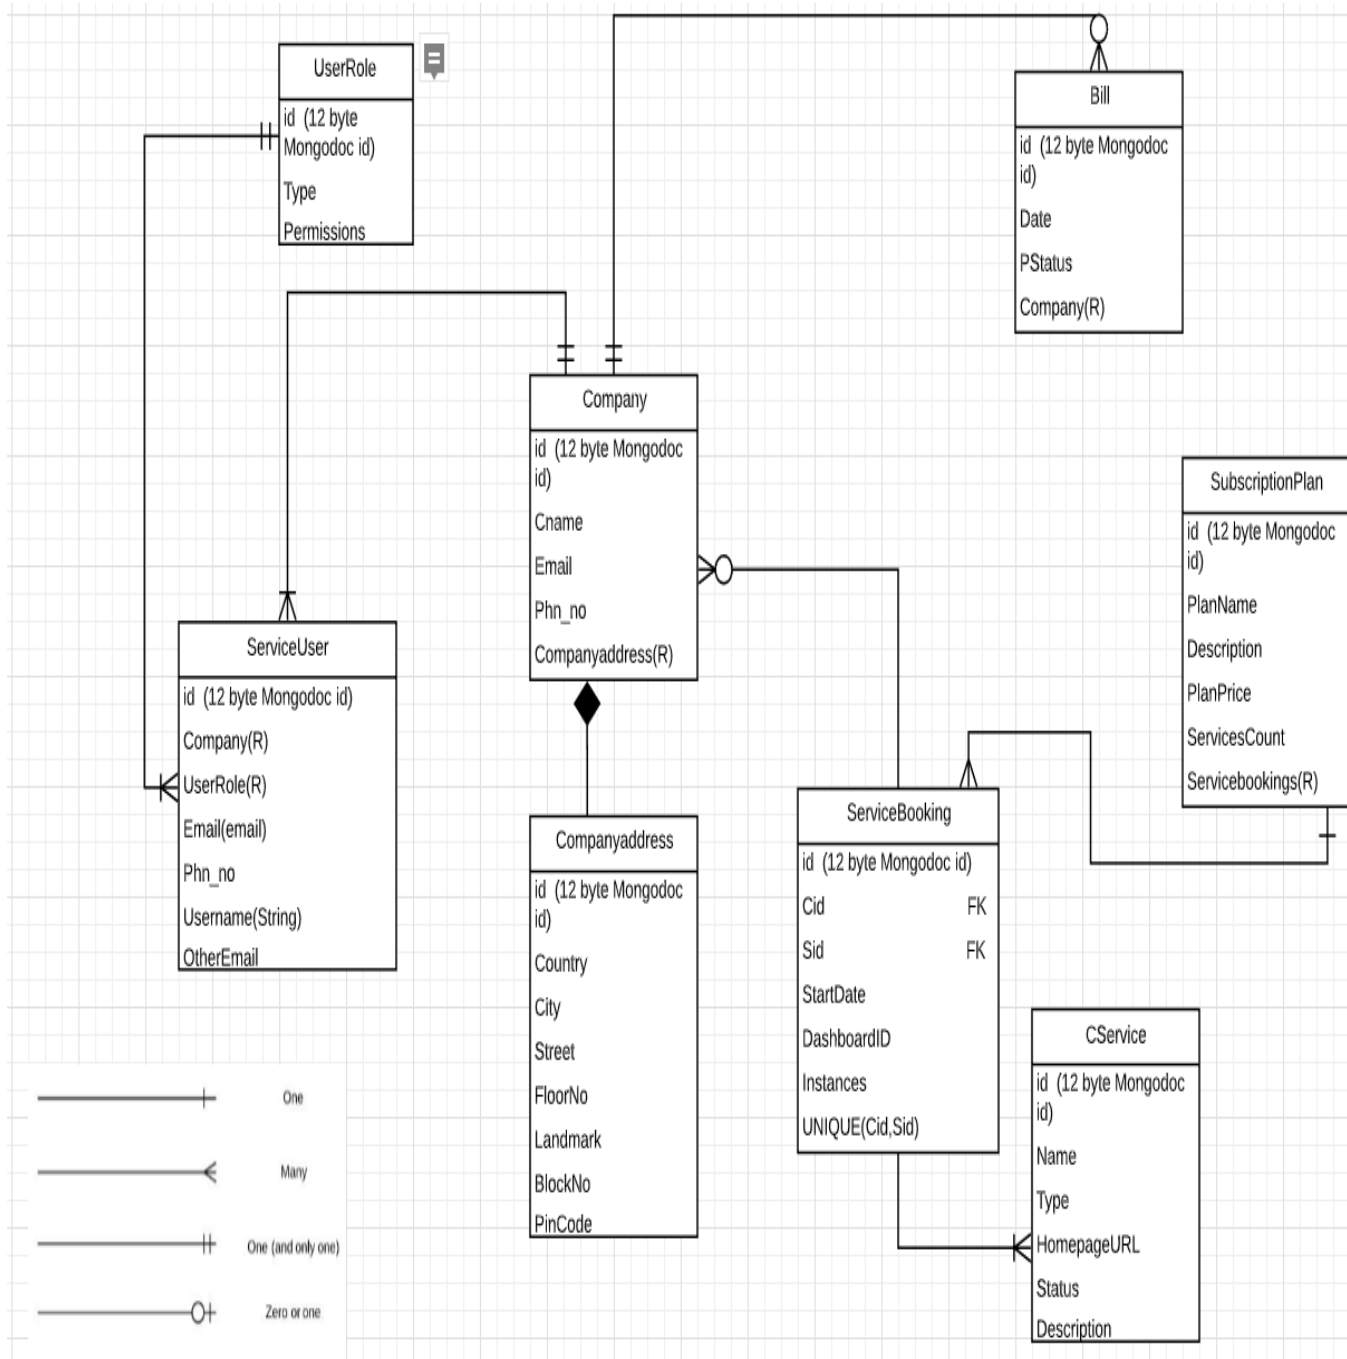 UserRole
id  (12 byte
Mongodoc id)
Type
Permissions
Bill
id  (12 byte Mongodoc
id)
Date
PStatus
Company(R)
Company
id  (12 byte Mongodoc
id)
Cname
Email
Phn_no
Companyaddress(R)
SubscriptionPlan
id  (12 byte Mongodoc
id)
PlanName
Description
PlanPrice
ServicesCount
Servicebookings(R)
ServiceUser
id  (12 byte Mongodoc id)
Company(R)
UserRole(R)
Email(email)
Phn_no
Username(String)
OtherEmail
Companyaddress
id  (12 byte Mongodoc
id)
Country
City
Street
FloorNo
Landmark
BlockNo
PinCode
ServiceBooking
id  (12 byte Mongodoc id)
Cid FK
Sid FK
StartDate
DashboardID
Instances
UNIQUE(Cid,Sid)
CService
id  (12 byte Mongodoc
id)
Name
Type
HomepageURL
Status
Description
One
Many
One (and only one)
Zero or one